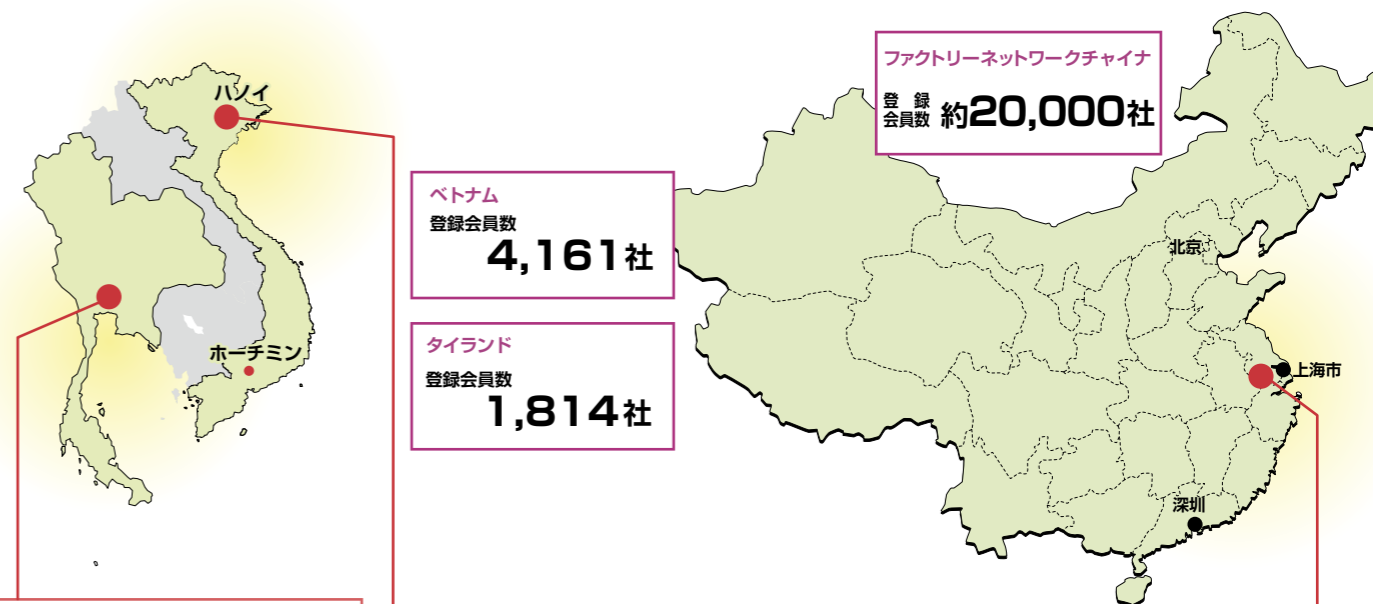 ハノイ
ホーチミン
ベトナム
登録会員数
4,161社
タイランド
登録会員数
1,814社
ファクトリーネットワークチャイナ
登録
会員数 約20,000社
北京
上海市
深圳